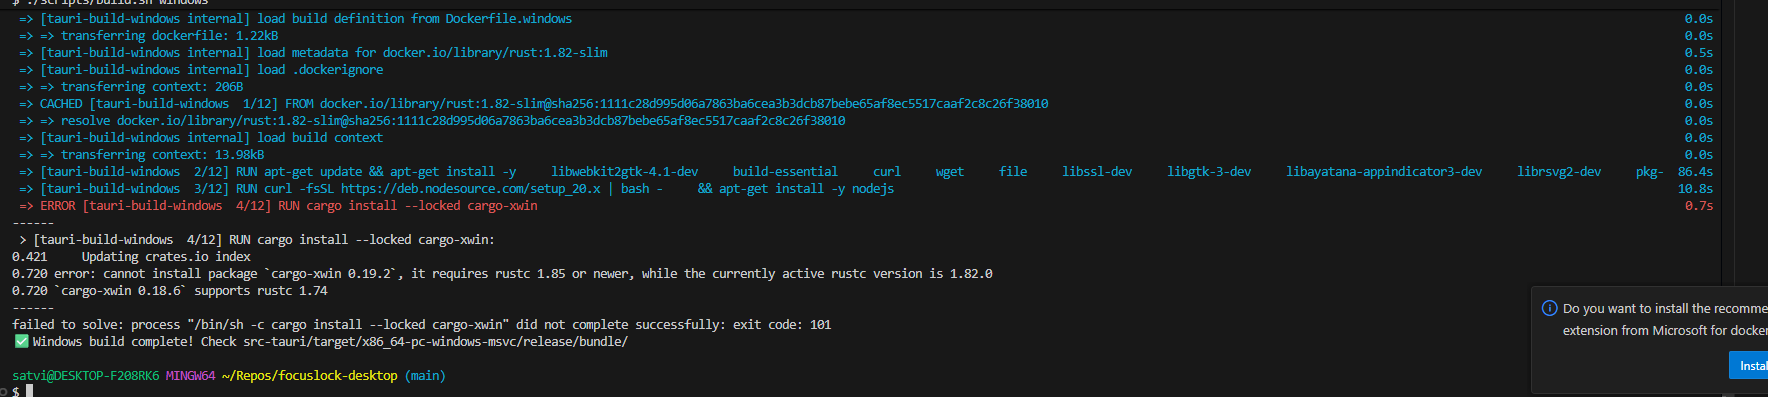 $ ./scripts/build.sh windows
=> [tauri-build-windows internal] load build definition from Dockerfile.windows 0.0s
=> => transferring dockerfile: 1.22kB 0.0s
=> [tauri-build-windows internal] load metadata for docker.io/library/rust:1.82-slim 0.5s
=> [tauri-build-windows internal] load .dockerignore 0.0s
=> => transferring context: 206B 0.0s
=> CACHED [tauri-build-windows 1/12] FROM docker.io/library/rust:1.82-slim@sha256:1111c28d995d06a7863ba6cea3b3dcb87bebe65af8ec5517caaf2c8c26f38010 0.0s
=> => resolve docker.io/library/rust:1.82-slim@sha256:1111c28d995d06a7863ba6cea3b3dcb87bebe65af8ec5517caaf2c8c26f38010 0.0s
=> [tauri-build-windows internal] load build context 0.0s
=> => transferring context: 13.98kB 0.0s
=> [tauri-build-windows 2/12] RUN apt-get update && apt-get install -y libwebkit2gtk-4.1-dev build-essential curl wget file libssl-dev libgtk-3-dev libayatana-appindicator3-dev librsvg2-dev pkg- 86.4s
=> [tauri-build-windows 3/12] RUN curl -fsSL https://deb.nodesource.com/setup_20.x | bash - && apt-get install -y nodejs 10.8s
=> ERROR [tauri-build-windows 4/12] RUN cargo install --locked cargo-xwin 0.7s
------
> [tauri-build-windows 4/12] RUN cargo install --locked cargo-xwin:
0.421 Updating crates.io index
0.720 error: cannot install package `cargo-xwin 0.19.2`, it requires rustc 1.85 or newer, while the currently active rustc version is 1.82.0
0.720 `cargo-xwin 0.18.6` supports rustc 1.74
------
failed to solve: process "/bin/sh -c cargo install --locked cargo-xwin" did not complete successfully: exit code: 101
✅ Windows build complete! Check src-tauri/target/x86_64-pc-windows-msvc/release/bundle/
satvi@DESKTOP-F208RK6 MINGW64 ~/Repos/focuslock-desktop (main)
$
Do you want to install the recomme
extension from Microsoft for docker
Instal